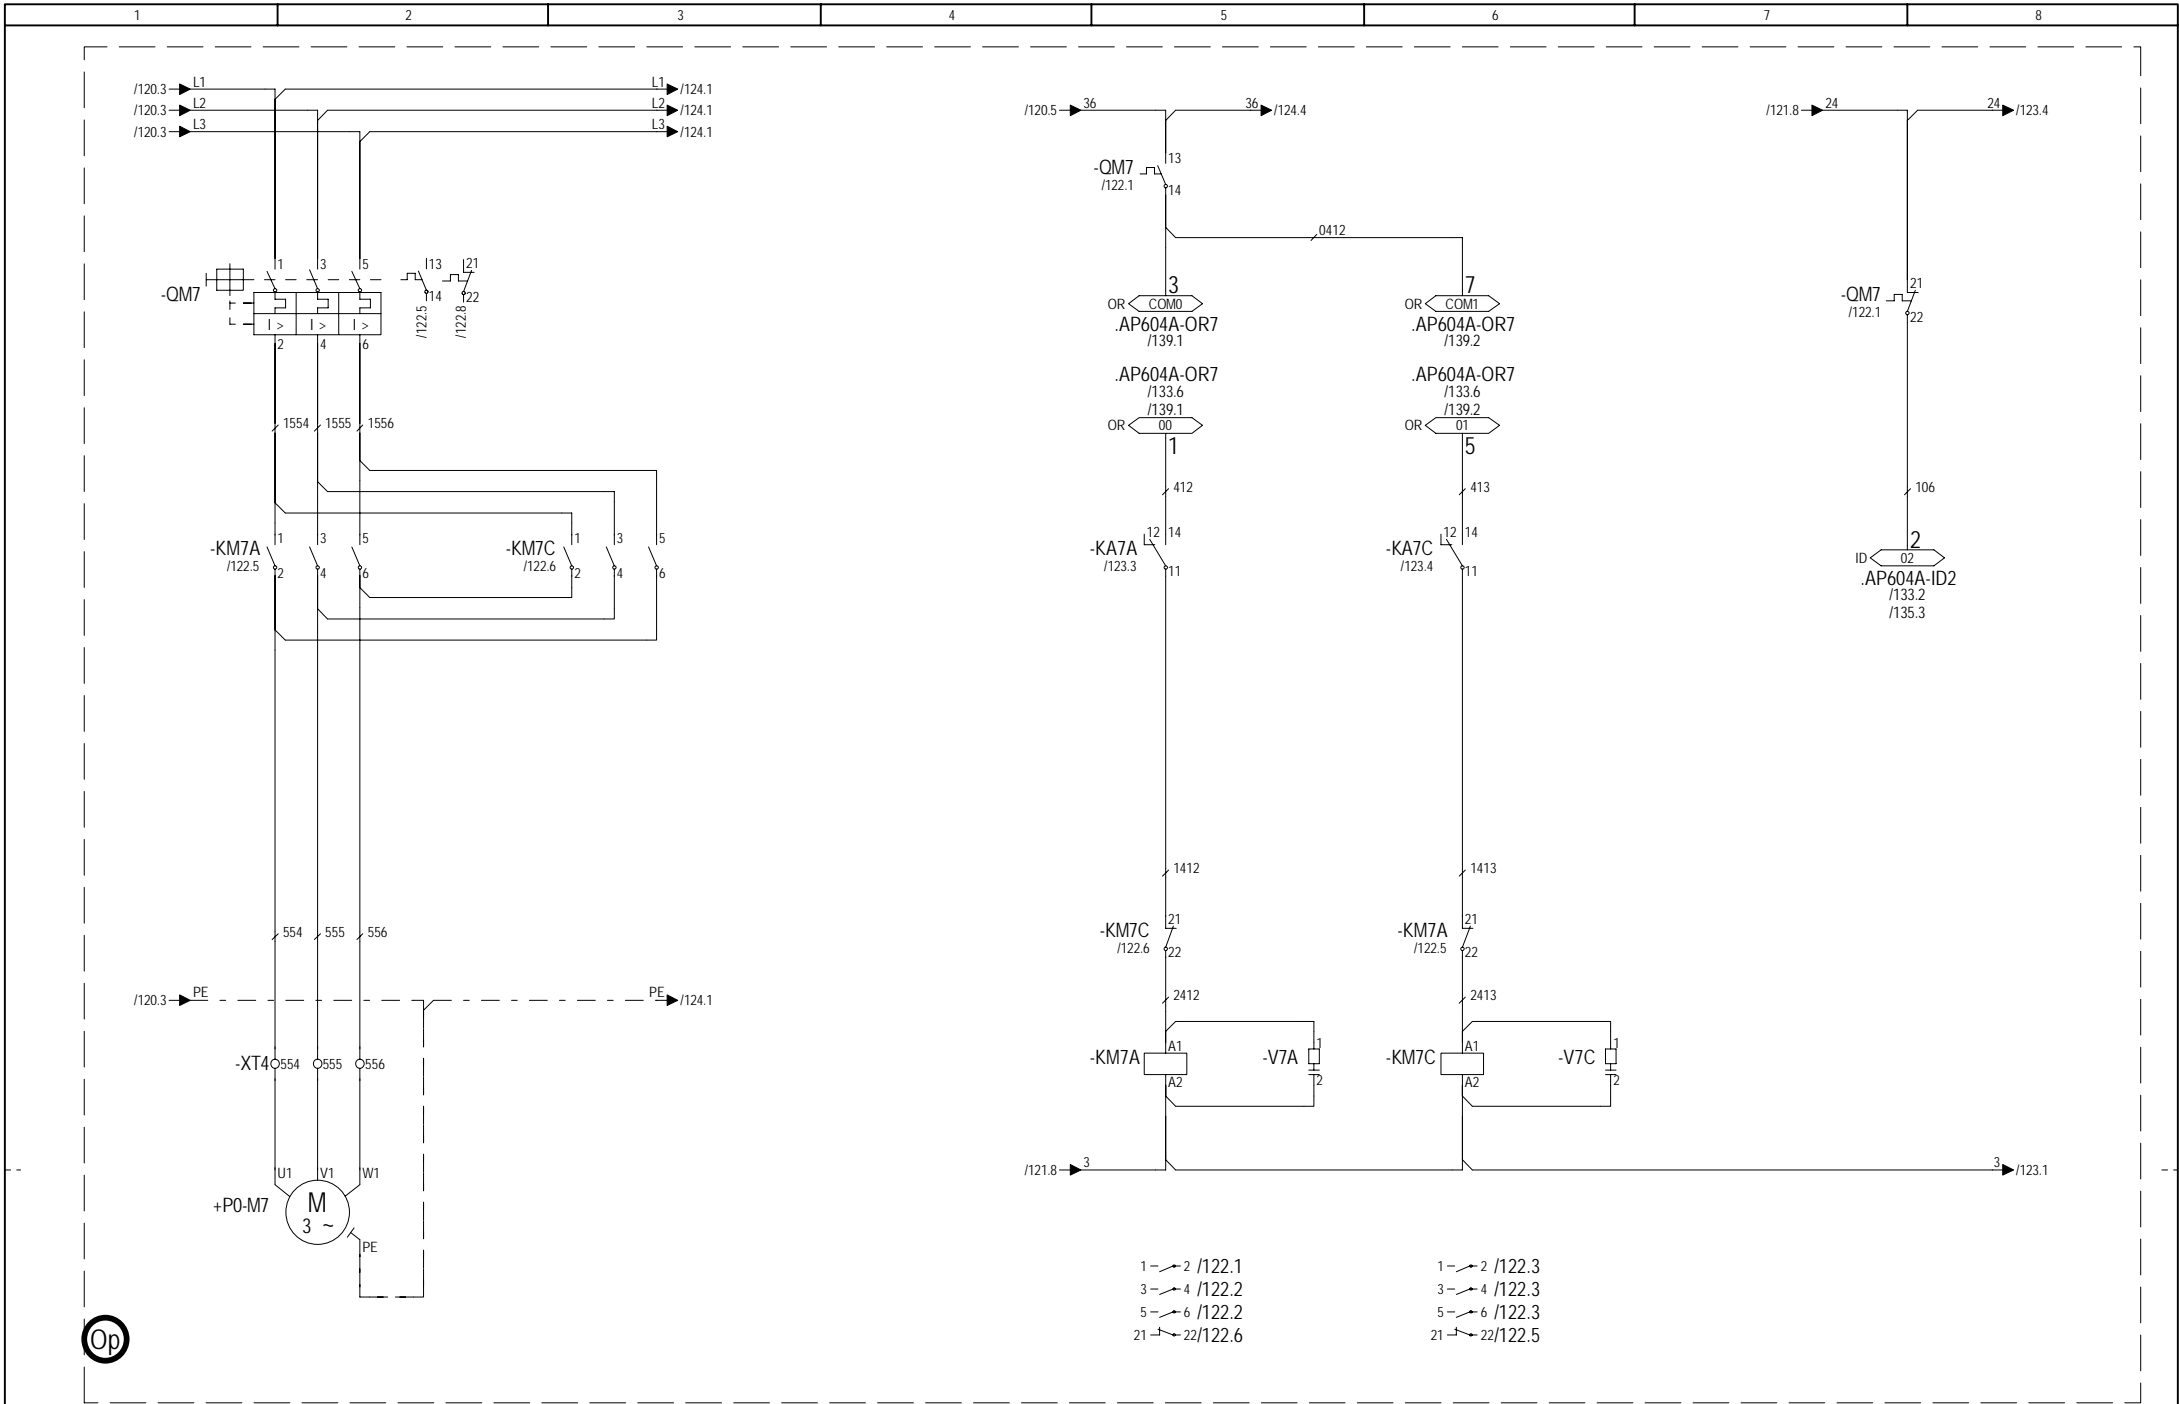 1 2 3 4 5 6 7 8
/120.3 L1 L1 /124.1
/120.3 L2 L2 /124.1
/120.3 L3 L3 /124.1
/120.5 36 36 /124.4
/121.8 24 24 /123.4
-QM7 /122.1 13 14
0412
-QM7 1 3 5
I > I > I >
2 4 6
13 14 /122.5
21 22 /122.8
3 OR COM0
.AP604A-OR7
/139.1
7 OR COM1
.AP604A-OR7
/139.2
-QM7 /122.1 21 22
.AP604A-OR7
/133.6
/139.1
OR 00
1
.AP604A-OR7
/133.6
/139.2
OR 01
5
1554 1555 1556
412 413 106
-KM7A /122.5 1 2 3 4 5 6
-KM7C /122.6 1 2 3 4 5 6
-KA7A /123.3 12 14 11
-KA7C /123.4 12 14 11
2
ID 02
.AP604A-ID2
/133.2
/135.3
1412 1413
554 555 556
-KM7C /122.6 21 22
-KM7A /122.5 21 22
/120.3 PE PE /124.1
2412 2413
-XT4 554 555 556
-KM7A A1 A2
-V7A 1 2
-KM7C A1 A2
-V7C 1 2
/121.8 3 3 /123.1
U1 V1 W1
+P0-M7 M
3 ~
PE
1 2 /122.1
3 4 /122.2
5 6 /122.2
21 22 /122.6
1 2 /122.3
3 4 /122.3
5 6 /122.3
21 22 /122.5
Op